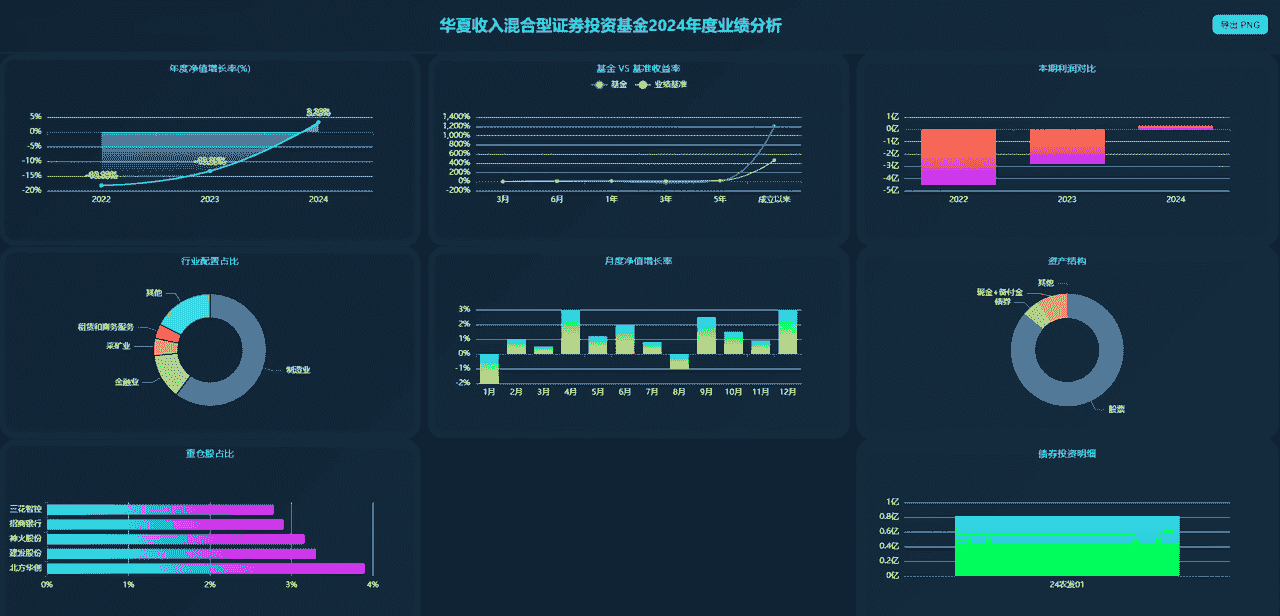 华夏收入混合型证券投资基金2024年度业绩分析
导出 PNG
年度净值增长率(%)
5%
0%
-5%
-10%
-15%
-20%
2022
2023
2024
基金 VS 基准收益率
基金
业绩基准
1,400%
1,200%
1,000%
800%
600%
400%
200%
0%
-200%
3月
6月
1年
3年
5年
成立以来
本期利润对比
1亿
0亿
-1亿
-2亿
-3亿
-4亿
-5亿
2022
2023
2024
行业配置占比
其他
租赁和商务服务
采矿业
金融业
制造业
月度净值增长率
3%
2%
1%
0%
-1%
-2%
1月
2月
3月
4月
5月
6月
7月
8月
9月
10月
11月
12月
资产结构
其他
现金+备付金
债券
股票
重仓股占比
三花智控
招商银行
神火股份
建发股份
北方华创
0%
1%
2%
3%
4%
债券投资明细
1亿
0.8亿
0.6亿
0.4亿
0.2亿
0亿
24农发01